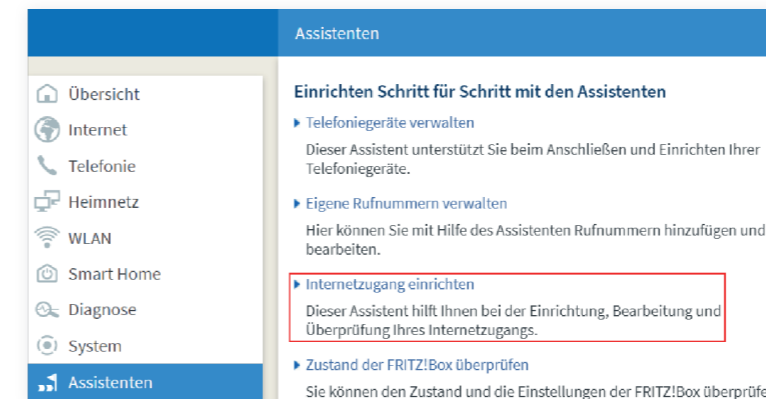 Assistenten
Übersicht
Internet
Telefonie
Heimnetz
WLAN
Smart Home
Diagnose
System
Assistenten
Einrichten Schritt für Schritt mit den Assistenten
Telefoniegeräte verwalten
Dieser Assistent unterstützt Sie beim Anschließen und Einrichten Ihrer
Telefoniegeräte.
Eigene Rufnummern verwalten
Hier können Sie mit Hilfe des Assistenten Rufnummern hinzufügen und
bearbeiten.
Internetzugang einrichten
Dieser Assistent hilft Ihnen bei der Einrichtung, Bearbeitung und
Überprüfung Ihres Internetzugangs.
Zustand der FRITZ!Box überprüfen
Sie können den Zustand und die Einstellungen der FRITZ!Box überprüfe